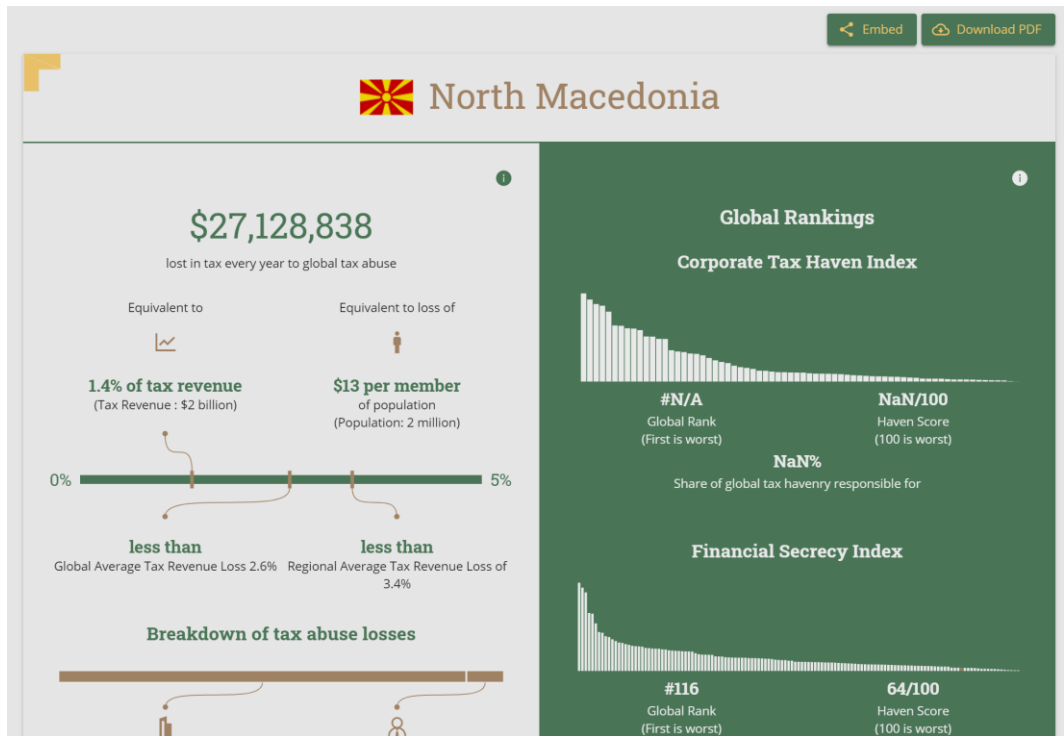 Embed
Download PDF
North Macedonia
$27,128,838
lost in tax every year to global tax abuse
Equivalent to
Equivalent to loss of
1.4% of tax revenue
(Tax Revenue : $2 billion)
$13 per member
of population
(Population: 2 million)
0%
5%
less than
Global Average Tax Revenue Loss 2.6%
less than
Regional Average Tax Revenue Loss of
3.4%
Breakdown of tax abuse losses
Global Rankings
Corporate Tax Haven Index
#N/A
Global Rank
(First is worst)
NaN/100
Haven Score
(100 is worst)
NaN%
Share of global tax havenry responsible for
Financial Secrecy Index
#116
Global Rank
(First is worst)
64/100
Haven Score
(100 is worst)